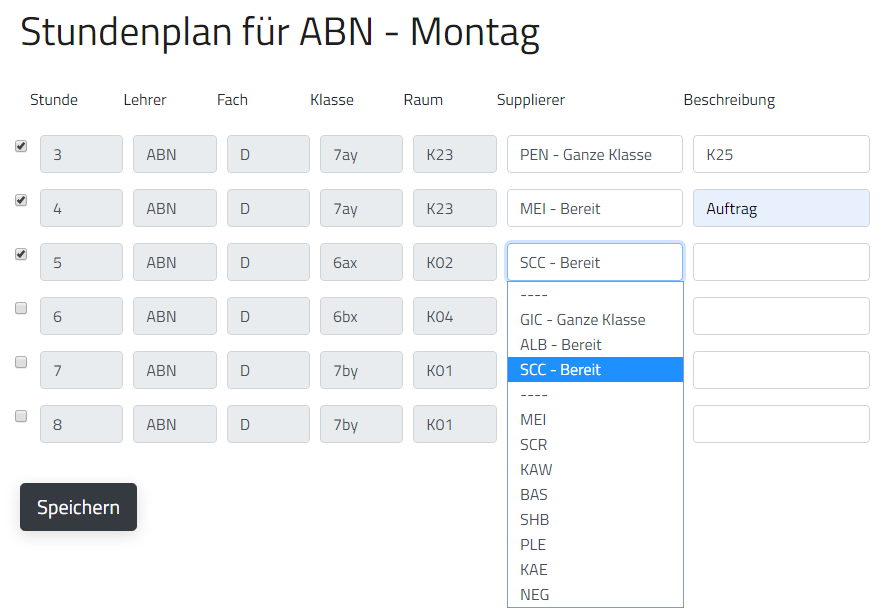 Stundenplan für ABN - Montag
Stunde Lehrer Fach Klasse Raum Supplierer Beschreibung
3 ABN D 7ay K23 PEN - Ganze Klasse K25
4 ABN D 7ay K23 MEI - Bereit Auftrag
5 ABN D 6ax K02 SCC - Bereit
6 ABN D 6bx K04
7 ABN D 7by K01
8 ABN D 7by K01
----
GIC - Ganze Klasse
ALB - Bereit
SCC - Bereit
----
MEI
SCR
KAW
BAS
SHB
PLE
KAE
NEG
Speichern